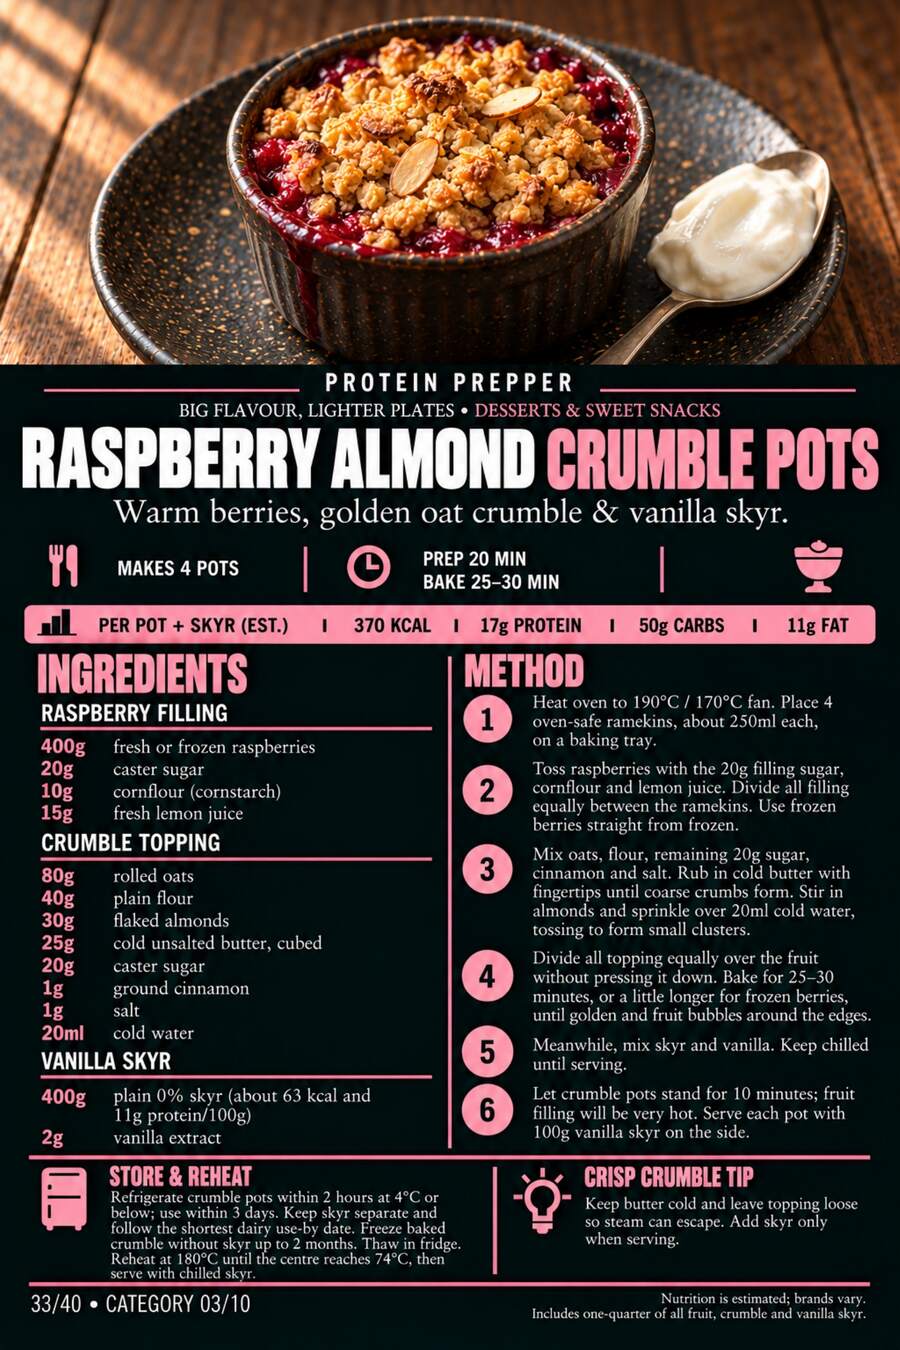 PROTEIN PREPPER
BIG FLAVOUR, LIGHTER PLATES • DESSERTS & SWEET SNACKS
RASPBERRY ALMOND CRUMBLE POTS
Warm berries, golden oat crumble & vanilla skyr.
MAKES 4 POTS
PREP 20 MIN
BAKE 25–30 MIN
PER POT + SKYR (EST.) | 370 KCAL | 17g PROTEIN | 50g CARBS | 11g FAT
INGREDIENTS
RASPBERRY FILLING
400g fresh or frozen raspberries
20g caster sugar
10g cornflour (cornstarch)
15g fresh lemon juice
CRUMBLE TOPPING
80g rolled oats
40g plain flour
30g flaked almonds
25g cold unsalted butter, cubed
20g caster sugar
1g ground cinnamon
1g salt
20ml cold water
VANILLA SKYR
400g plain 0% skyr (about 63 kcal and
11g protein/100g)
2g vanilla extract
METHOD
1 Heat oven to 190°C / 170°C fan. Place 4
oven-safe ramekins, about 250ml each,
on a baking tray.
2 Toss raspberries with the 20g filling sugar,
cornflour and lemon juice. Divide all filling
equally between the ramekins. Use frozen
berries straight from frozen.
3 Mix oats, flour, remaining 20g sugar,
cinnamon and salt. Rub in cold butter with
fingertips until coarse crumbs form. Stir in
almonds and sprinkle over 20ml cold water,
tossing to form small clusters.
4 Divide all topping equally over the fruit
without pressing it down. Bake for 25–30
minutes, or a little longer for frozen berries,
until golden and fruit bubbles around the edges.
5 Meanwhile, mix skyr and vanilla. Keep chilled
until serving.
6 Let crumble pots stand for 10 minutes; fruit
filling will be very hot. Serve each pot with
100g vanilla skyr on the side.
STORE & REHEAT
Refrigerate crumble pots within 2 hours at 4°C or
below; use within 3 days. Keep skyr separate and
follow the shortest dairy use-by date. Freeze baked
crumble without skyr up to 2 months. Thaw in fridge.
Reheat at 180°C until the centre reaches 74°C, then
serve with chilled skyr.
CRISP CRUMBLE TIP
Keep butter cold and leave topping loose
so steam can escape. Add skyr only
when serving.
33/40 • CATEGORY 03/10
Nutrition is estimated; brands vary.
Includes one-quarter of all fruit, crumble and vanilla skyr.